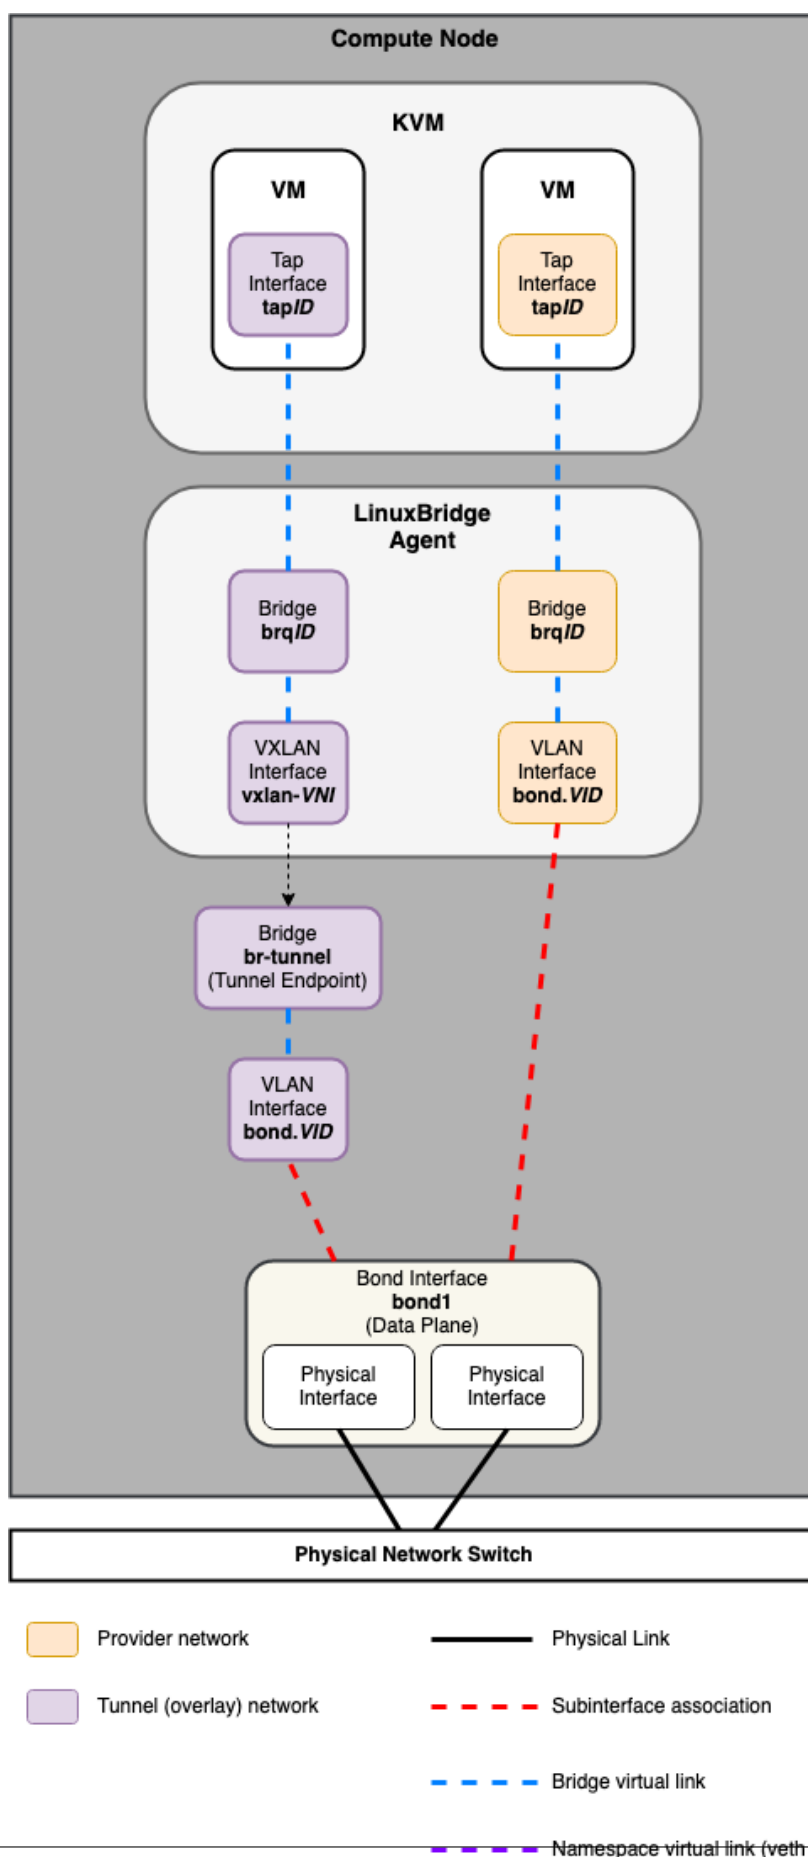 Compute Node
KVM
VM
VM
Tap
Interface
tapID
Tap
Interface
tapID
LinuxBridge
Agent
Bridge
brqID
Bridge
brqID
VXLAN
Interface
vxlan-VNI
VLAN
Interface
bond.VID
Bridge
br-tunnel
(Tunnel Endpoint)
VLAN
Interface
bond.VID
Bond Interface
bond1
(Data Plane)
Physical
Interface
Physical
Interface
Physical Network Switch
Provider network
Physical Link
Tunnel (overlay) network
Subinterface association
Bridge virtual link
Namespace virtual link (veth